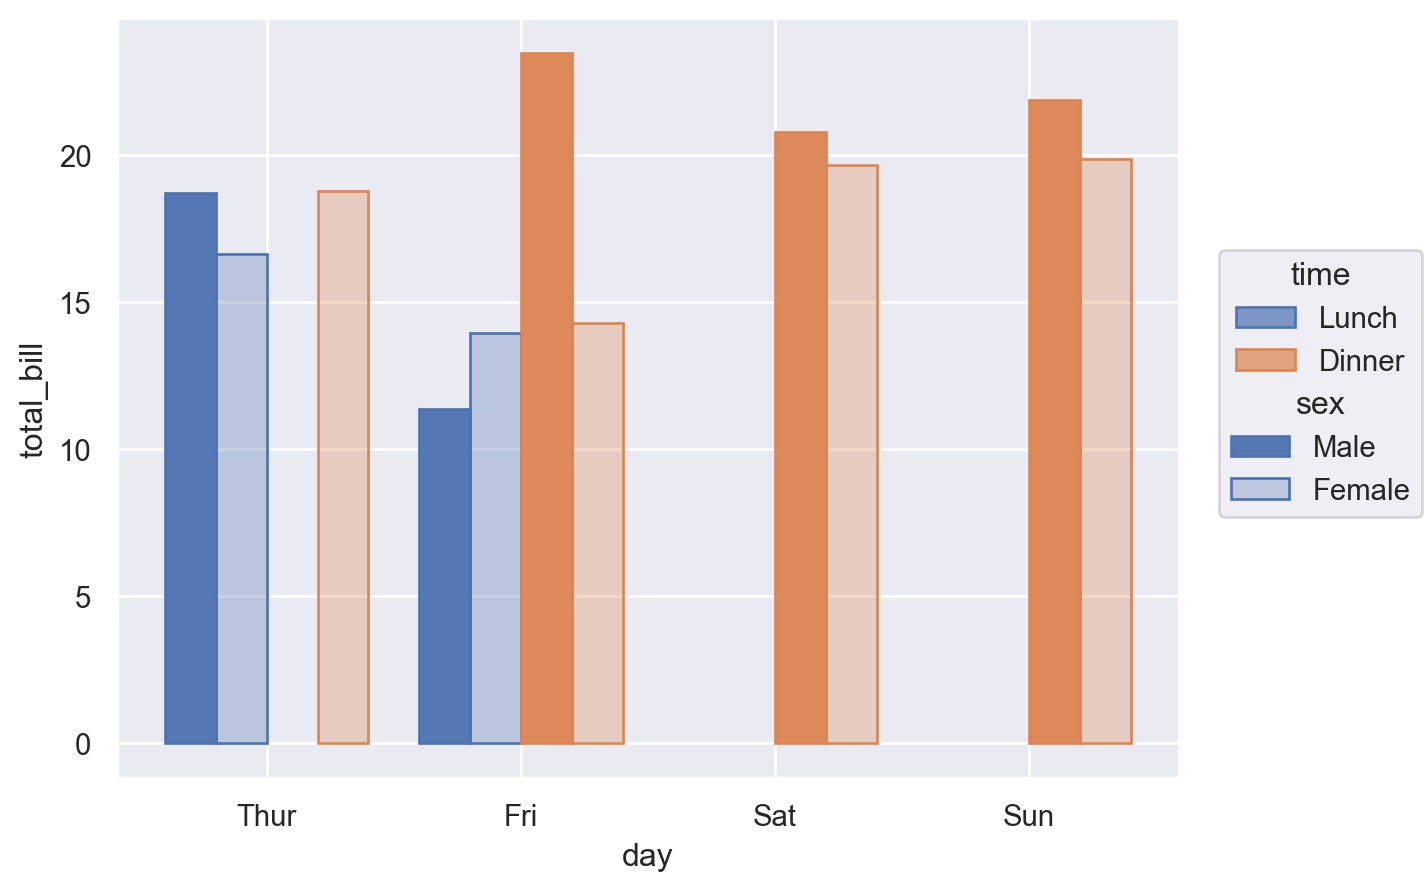 20
15
10
5
0
total_bill
Thur Fri Sat Sun
day
time
Lunch
Dinner
sex
Male
Female